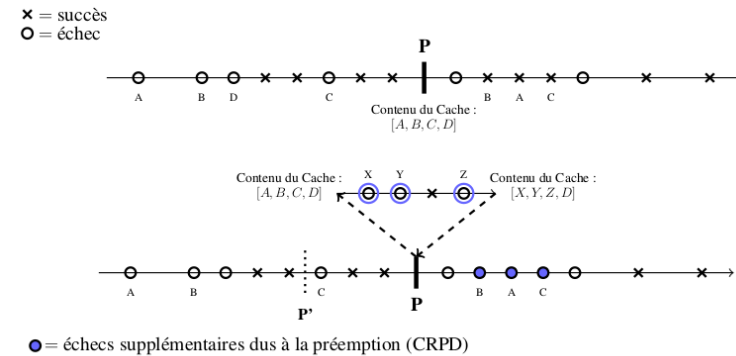 × = succès
O = échec
P
A B D C B A C
Contenu du Cache :
[A, B, C, D]
X Y Z
Contenu du Cache :
[A, B, C, D]
Contenu du Cache :
[X, Y, Z, D]
A B C B A C
P'
P
= échecs supplémentaires dus à la préemption (CRPD)